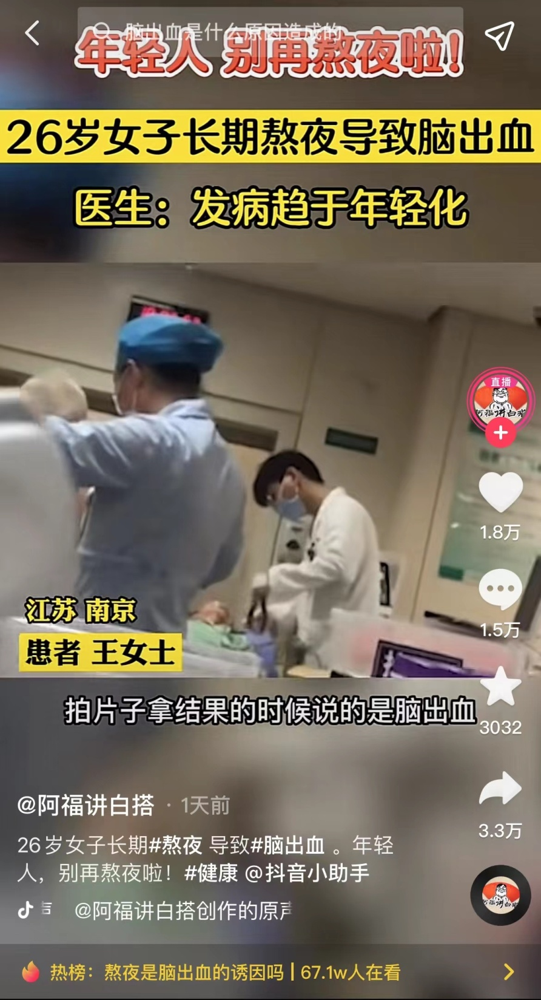 脑出血是什么原因造成的
年轻人 别再熬夜啦!
26岁女子长期熬夜导致脑出血
医生：发病趋于年轻化
直播
阿福讲白搭
1.8万
1.5万
江苏 南京
患者 王女士
拍片子拿结果的时候说的是脑出血
3032
@阿福讲白搭 · 1天前
3.3万
26岁女子长期#熬夜 导致#脑出血 。年轻
人，别再熬夜啦！#健康 @抖音小助手
@阿福讲白搭创作的原声
热榜：熬夜是脑出血的诱因吗 | 67.1w人在看